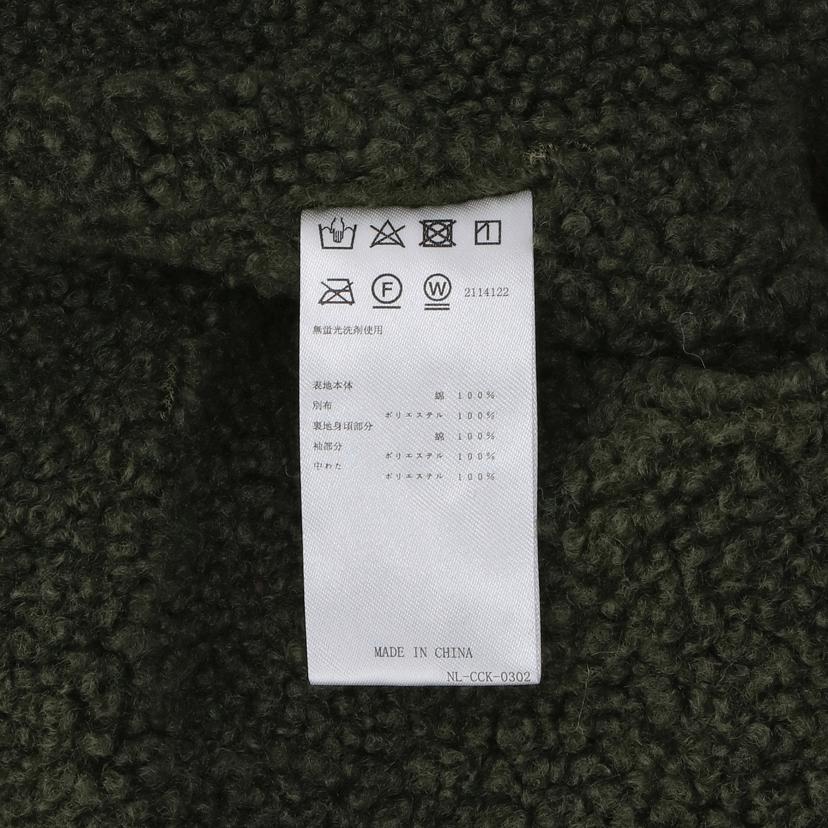 F W 2114122
無蛍光洗剤使用
表地本体
綿 100%
別布
ポリエステル 100%
裏地身頃部分
綿 100%
袖部分
ポリエステル 100%
中わた
ポリエステル 100%
MADE IN CHINA
NL-CCK-0302